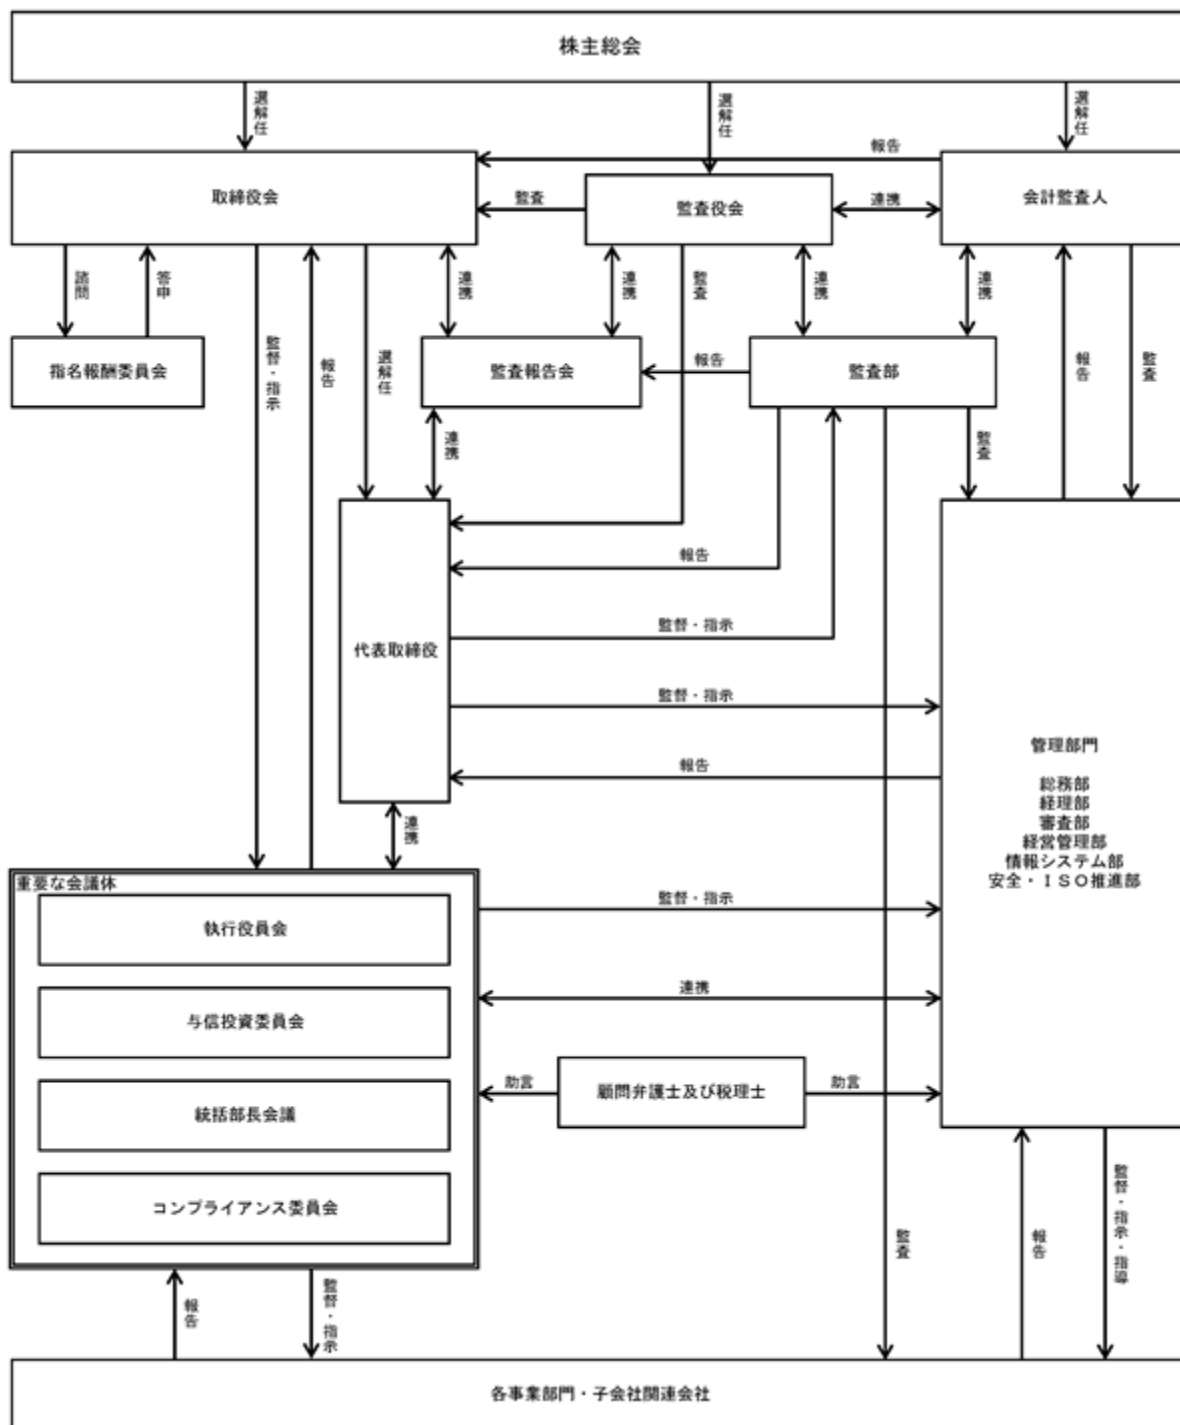 株主総会
選解任
選解任
選解任
報告
取締役会
監査
監査役会
連携
会計監査人
諮問
答申
連携
連携
監査
連携
連携
監督・指示
報告
選解任
報告
監査
指名報酬委員会
監査報告会
報告
監査部
連携
監査
報告
監督・指示
代表取締役
監督・指示
報告
連携
管理部門
総務部
経理部
審査部
経営管理部
情報システム部
安全・ISO推進部
重要な会議体
執行役員会
与信投資委員会
統括部長会議
コンプライアンス委員会
監督・指示
連携
助言
顧問弁護士及び税理士
助言
監査
報告
監督・指示・指導
報告
監督・指示
各事業部門・子会社関連会社